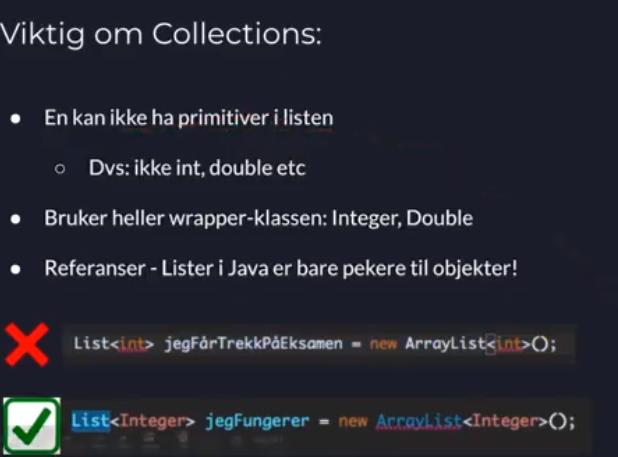 Viktig om Collections:
En kan ikke ha primitiver i listen
Dvs: ikke int, double etc
Bruker heller wrapper-klassen: Integer, Double
Referanser - Lister i Java er bare pekere til objekter!
List<int> jegFårTrekkPåEksamen = new ArrayList<int>();
List<Integer> jegFungerer = new ArrayList<Integer>();